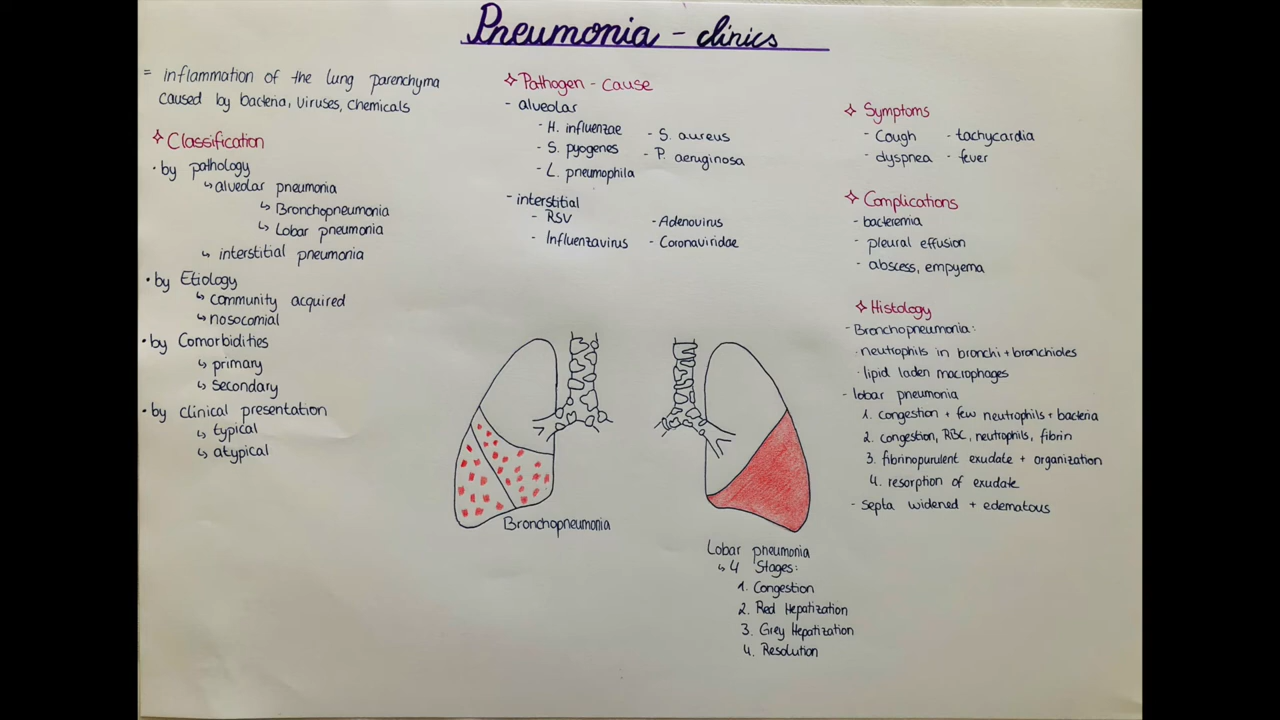 Pneumonia - clinics
= inflammation of the lung parenchyma
caused by bacteria, viruses, chemicals
✧ Classification
· by pathology
↳ alveolar pneumonia
↳ Bronchopneumonia
↳ Lobar pneumonia
↳ interstitial pneumonia
· by Etiology
↳ community acquired
↳ nosocomial
· by Comorbidities
↳ primary
↳ Secondary
· by Clinical presentation
↳ typical
↳ atypical
✧ Pathogen - cause
- alveolar
- H. influenzae - S. aureus
- S. pyogenes - P. aeruginosa
- L. pneumophila
- interstitial
- RSV - Adenovirus
- Influenzavirus - Coronaviridae
Bronchopneumonia
Lobar pneumonia
↳ 4 Stages:
1. Congestion
2. Red Hepatization
3. Grey Hepatization
4. Resolution
✧ Symptoms
- Cough - tachycardia
- dyspnea - fever
✧ Complications
- bacteremia
- pleural effusion
- abscess, empyema
✧ Histology
- Bronchopneumonia:
· neutrophils in bronchi + bronchioles
· lipid laden macrophages
- lobar pneumonia
1. congestion + few neutrophils + bacteria
2. congestion, RBC, neutrophils, fibrin
3. fibrinopurulent exudate + organization
4. resorption of exudate
- Septa widened + edematous